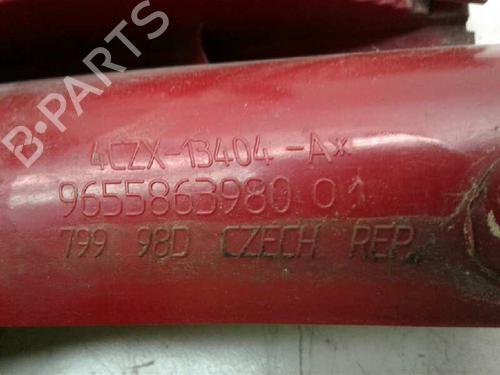 4CZX-13404-Ax
9655863980 01
799 98D CZECH REP
B-PARTS